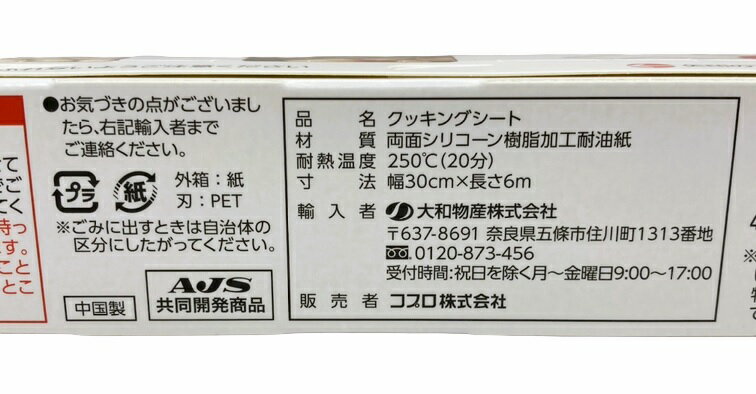 ●お気づきの点がございまし
たら、右記輸入者まで
ご連絡ください。
プラ
紙
外箱：紙
刃：PET
※ごみに出すときは自治体の
区分にしたがってください。
中国製
AJS
共同開発商品
品名 クッキングシート
材質 両面シリコーン樹脂加工耐油紙
耐熱温度 250℃(20分)
寸法 幅30cm×長さ6m
輸入者 大和物産株式会社
〒637-8691 奈良県五條市住川町1313番地
0120-873-456
受付時間：祝日を除く月～金曜日9:00～17:00
販売者 コプロ株式会社